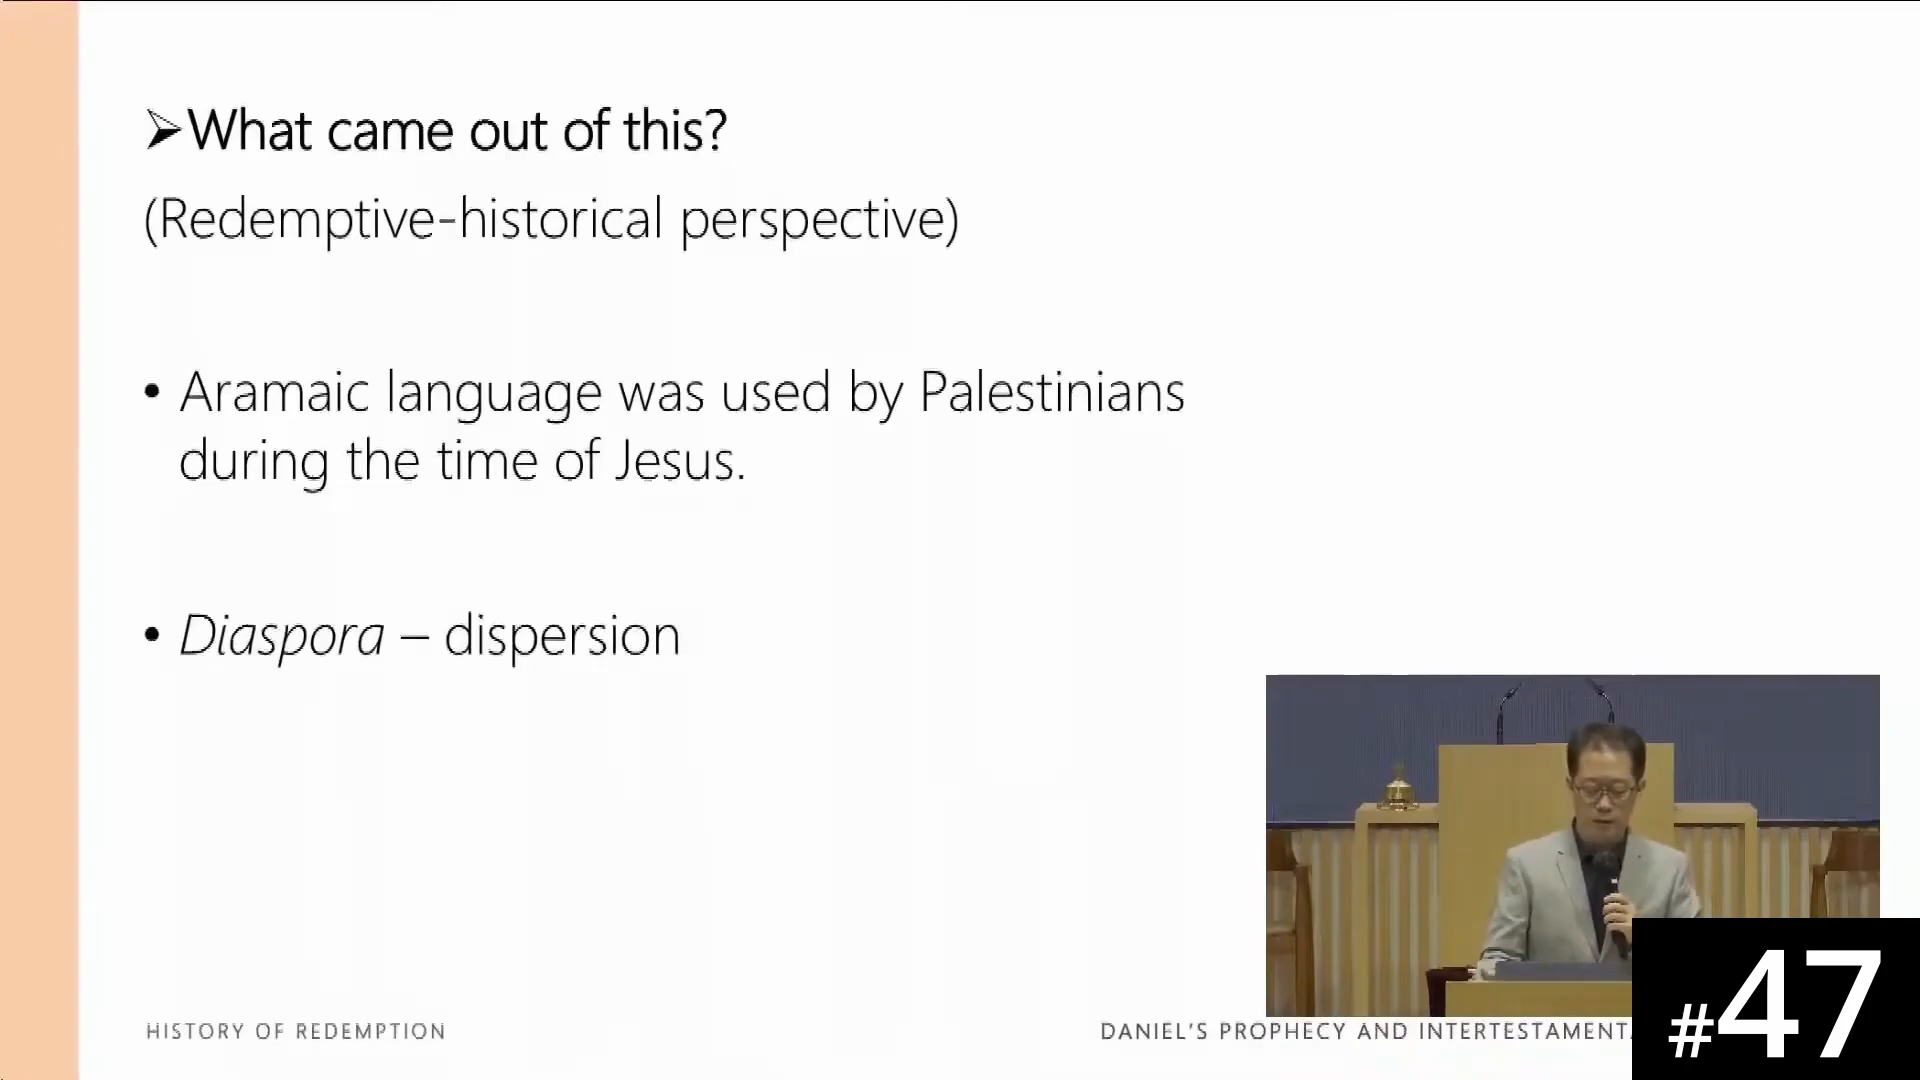 ➢What came out of this?
(Redemptive-historical perspective)
• Aramaic language was used by Palestinians
during the time of Jesus.
• Diaspora – dispersion
HISTORY OF REDEMPTION
DANIEL’S PROPHECY AND
#47